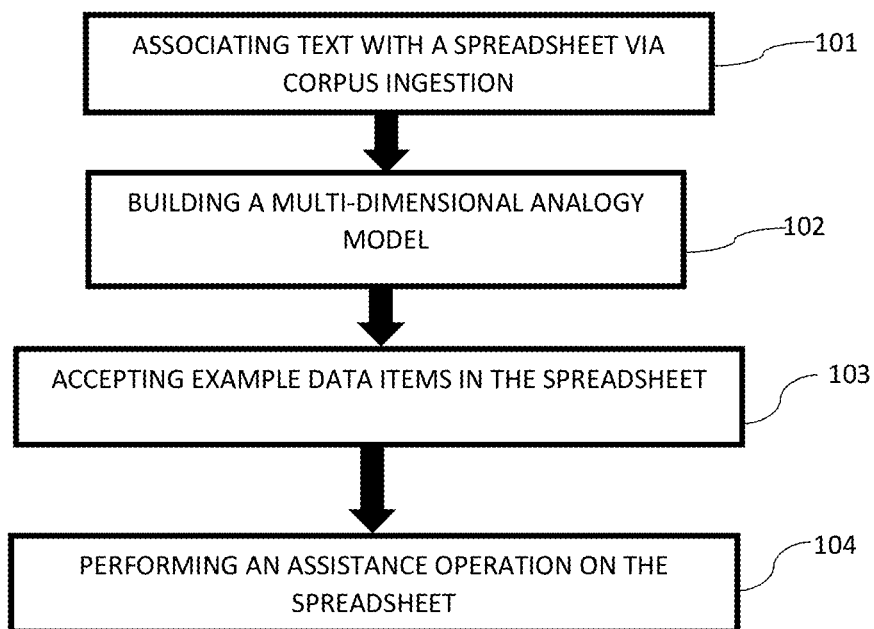 ASSOCIATING TEXT WITH A SPREADSHEET VIA
CORPUS INGESTION
101
BUILDING A MULTI-DIMENSIONAL ANALOGY
MODEL
102
ACCEPTING EXAMPLE DATA ITEMS IN THE SPREADSHEET
103
PERFORMING AN ASSISTANCE OPERATION ON THE
SPREADSHEET
104